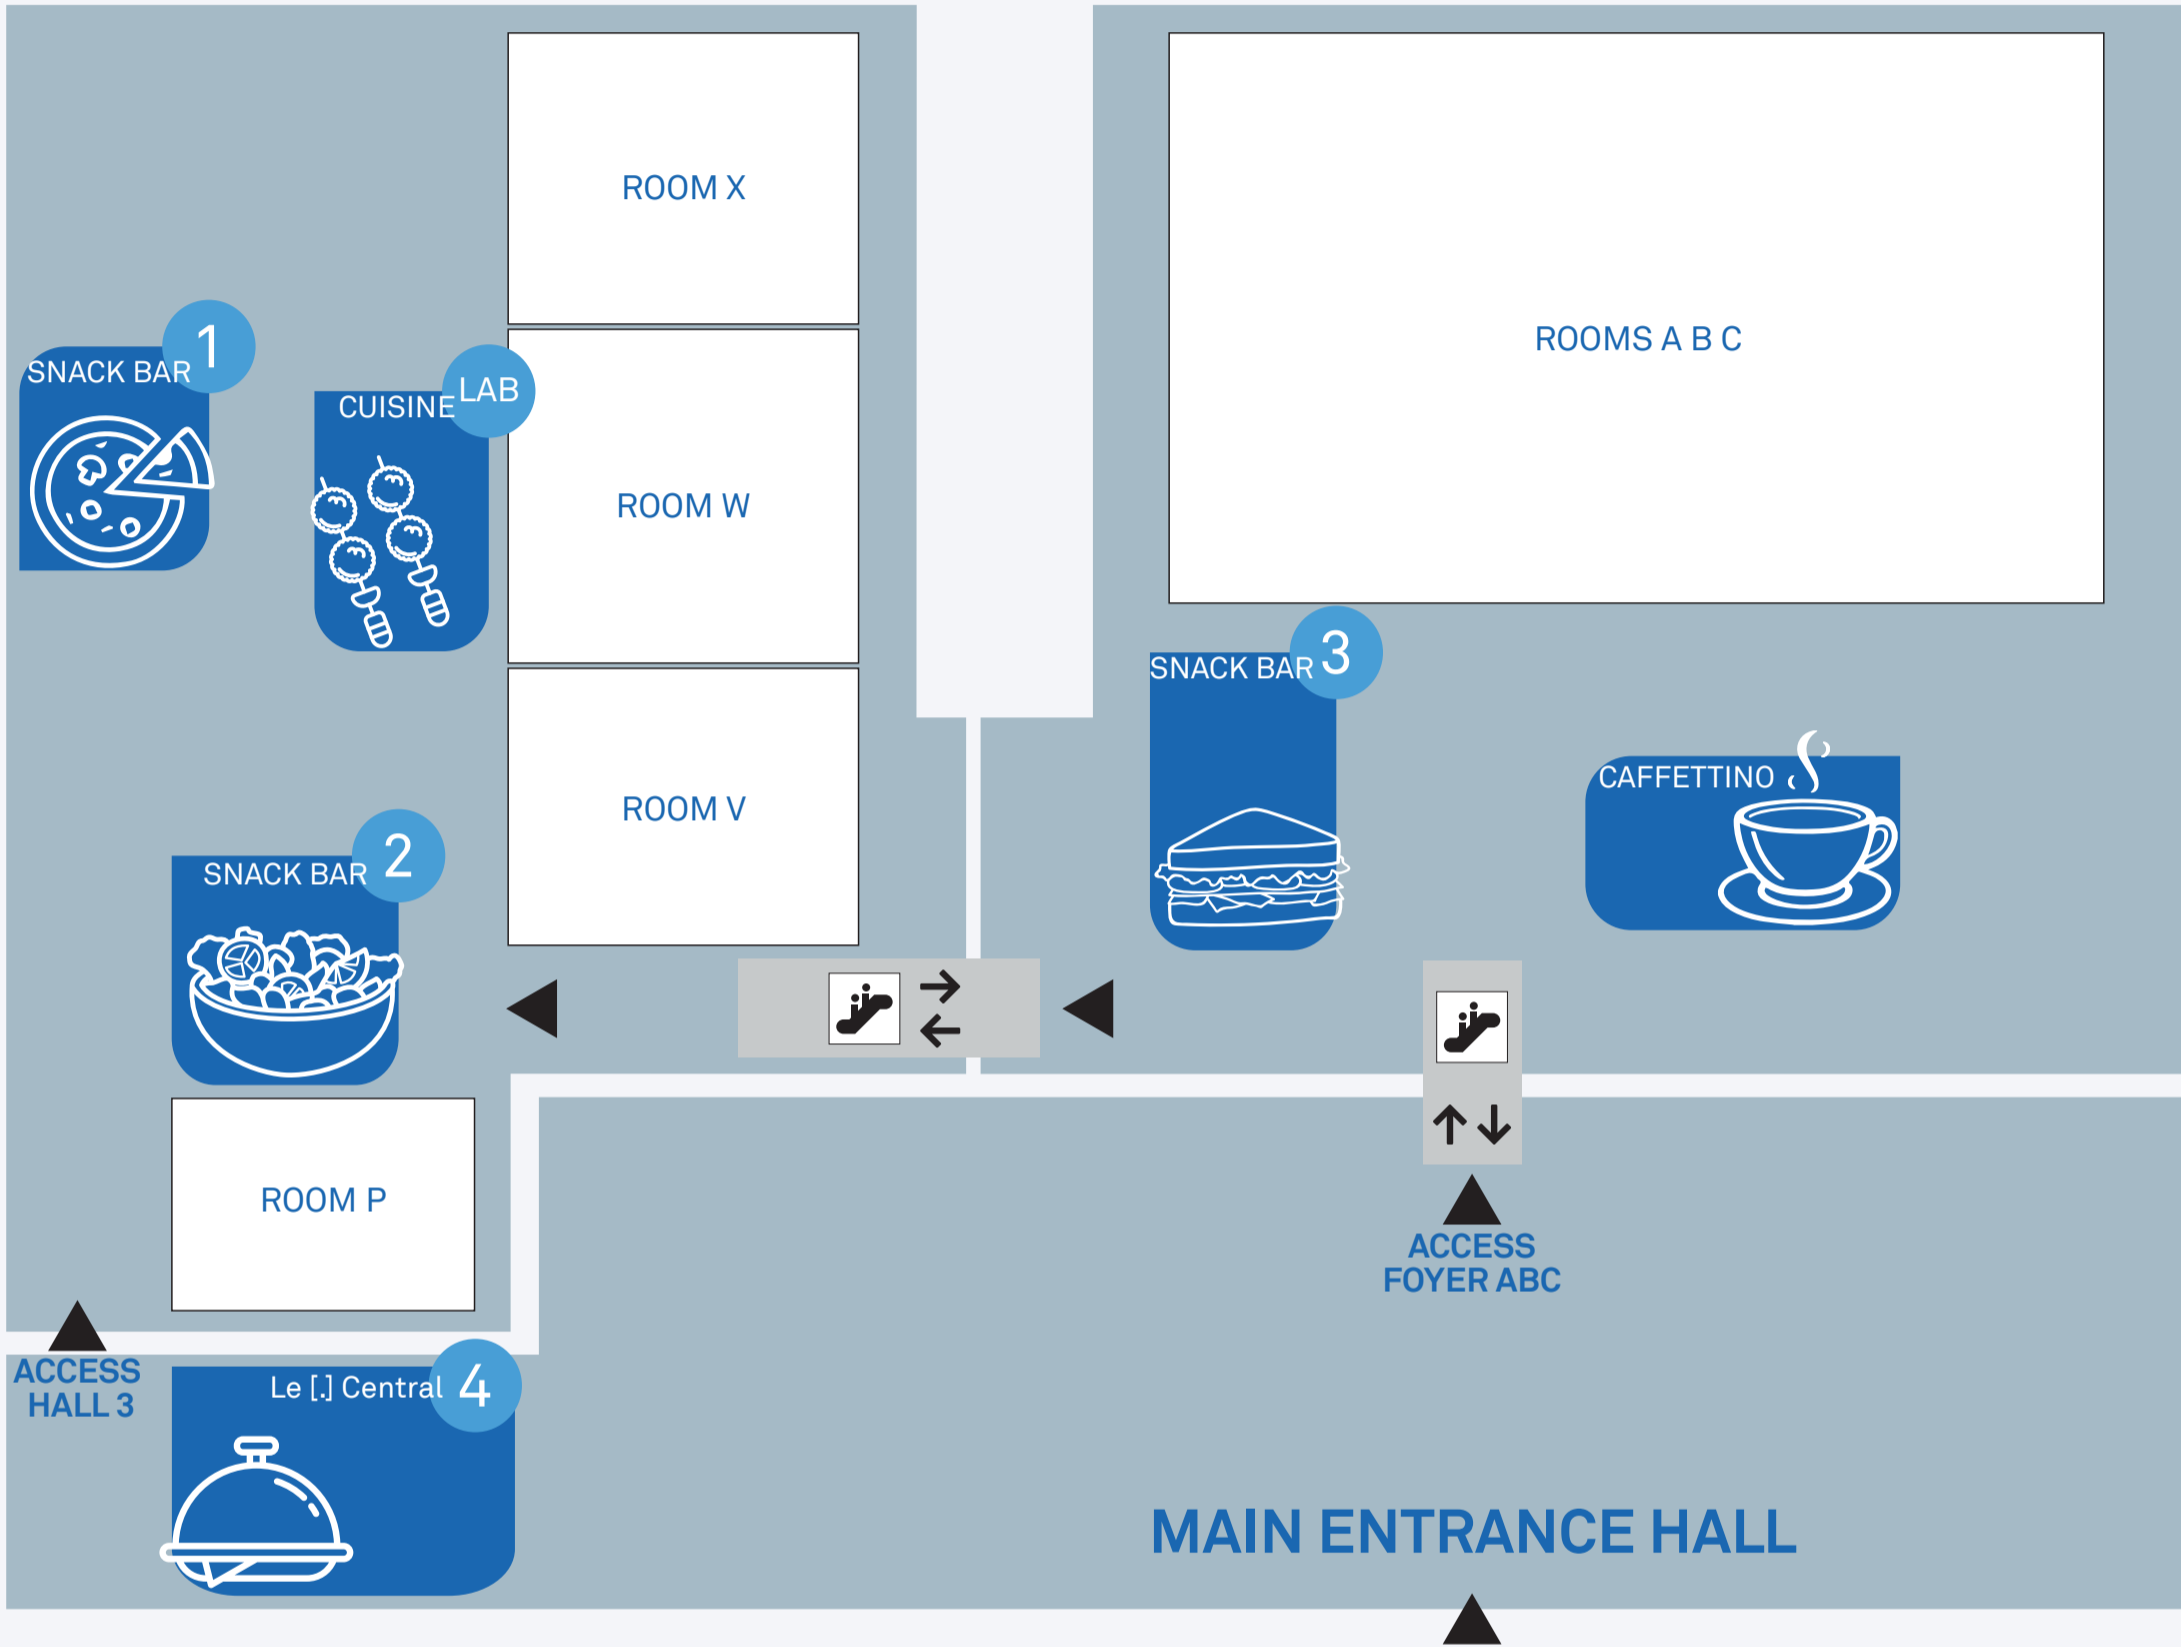 ROOM X
ROOMS A B C
1
SNACK BAR
LAB
CUISINE
ROOM W
3
SNACK BAR
CAFFETTINO
ROOM V
2
SNACK BAR
ROOM P
ACCESS
FOYER ABC
ACCESS
HALL 3
Le [.] Central
4
MAIN ENTRANCE HALL